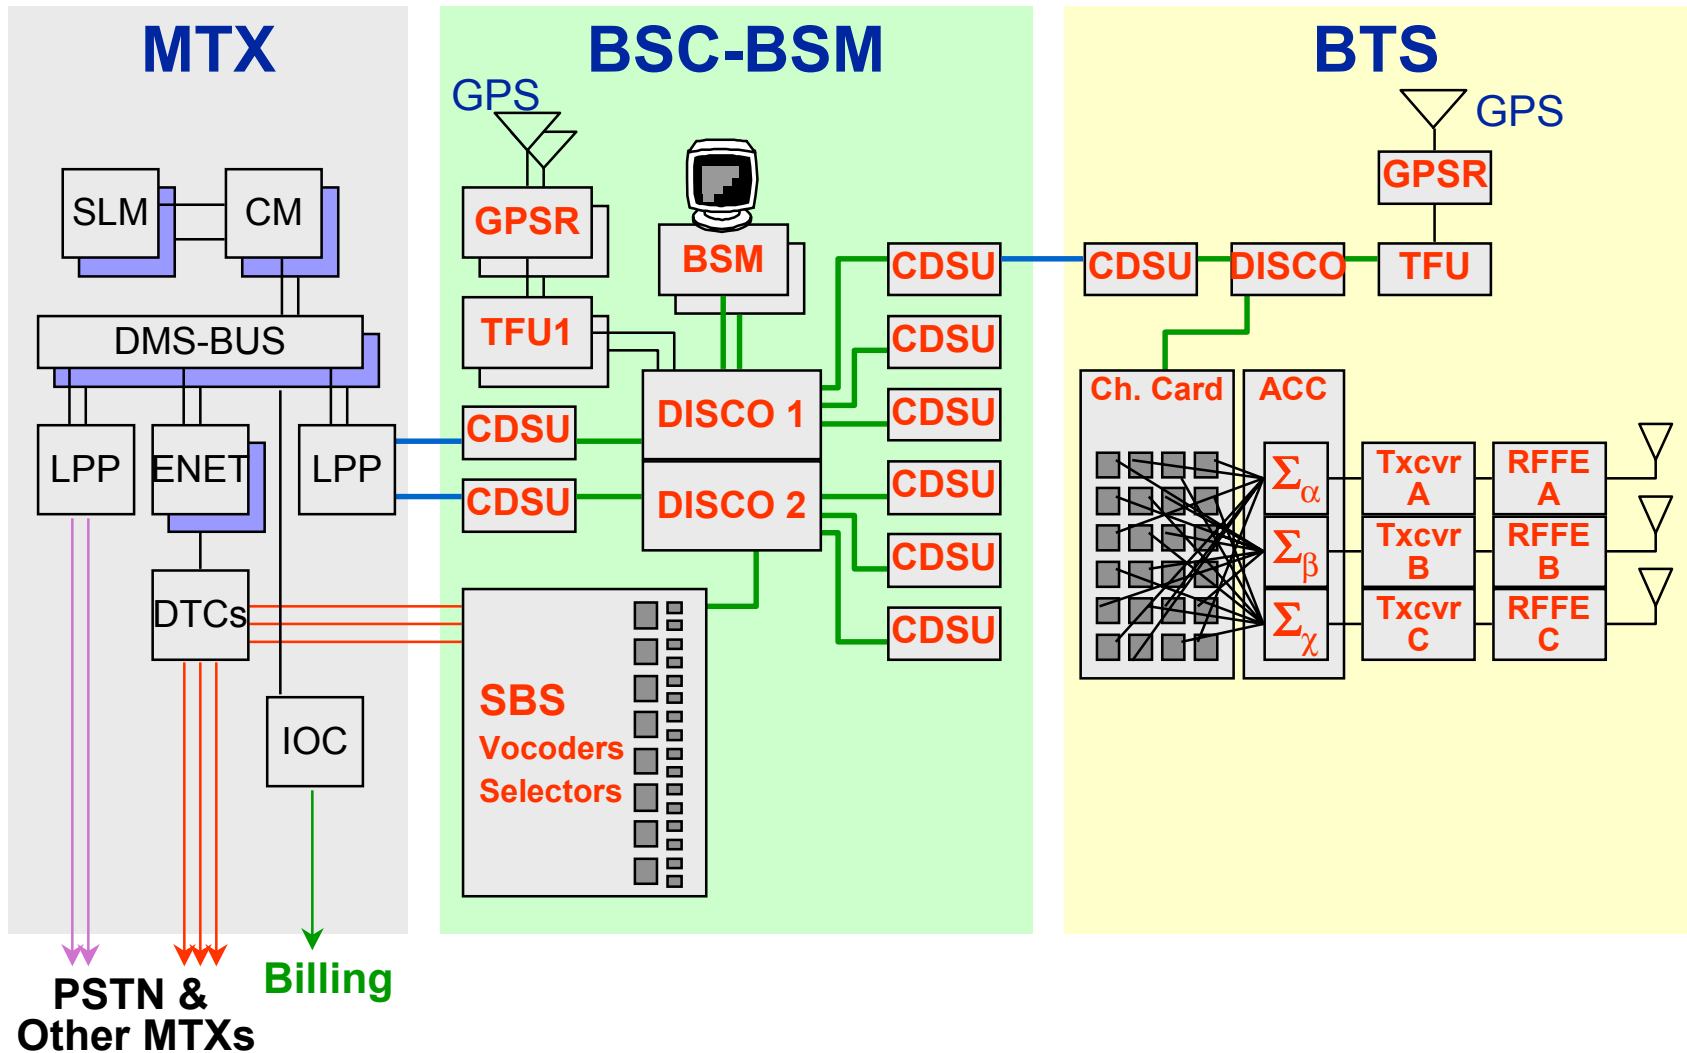 MTX
SLM
CM
DMS-BUS
LPP
ENET
LPP
DTCs
IOC
PSTN &
Other MTXs
Billing
BSC-BSM
GPS
GPSR
BSM
TFU1
CDSU
CDSU
DISCO 1
DISCO 2
CDSU
CDSU
CDSU
CDSU
CDSU
CDSU
SBS
Vocoders
Selectors
BTS
GPS
GPSR
CDSU
DISCO
TFU
Ch. Card
ACC
Σα
Σβ
Σχ
Txcvr
A
RFFE
A
Txcvr
B
RFFE
B
Txcvr
C
RFFE
C